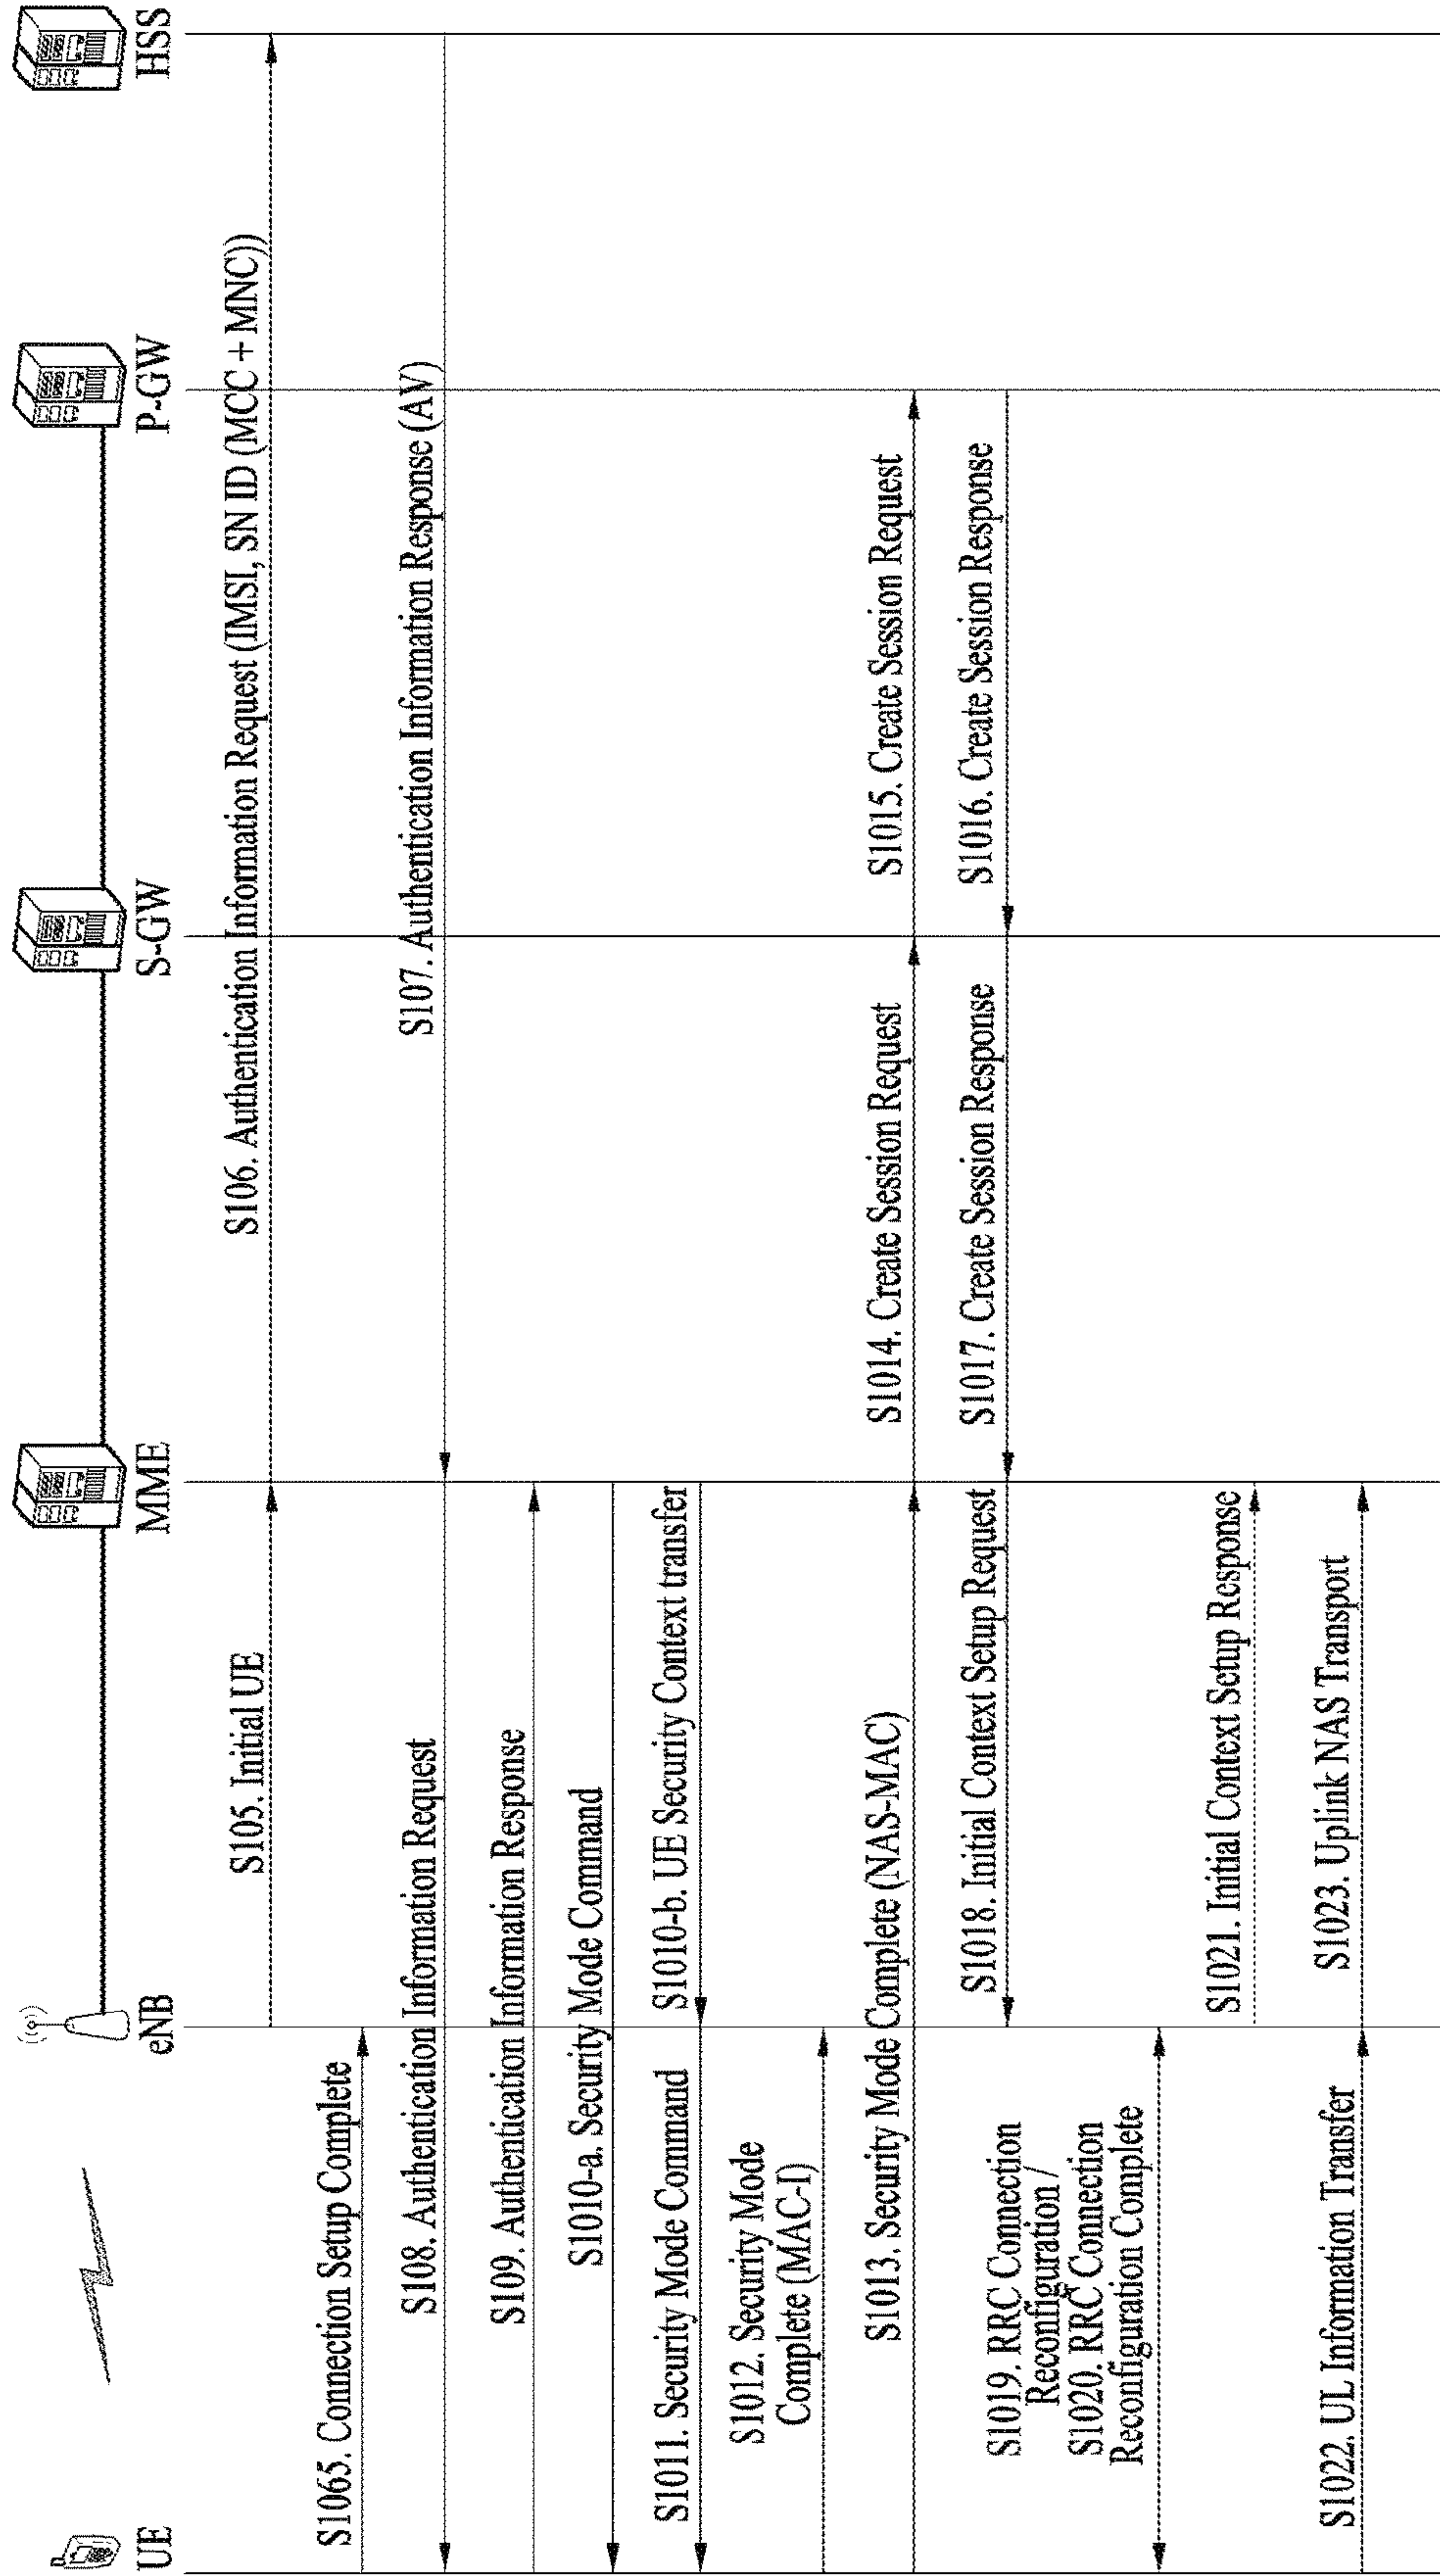 UE
eNB
MME
S-GW
P-GW
HSS
S105. Initial UE
S106. Authentication Information Request (IMSI, SN ID (MCC + MNC))
S1065. Connection Setup Complete
S107. Authentication Information Response (AV)
S108. Authentication Information Request
S109. Authentication Information Response
S1010-a. Security Mode Command
S1010-b. UE Security Context transfer
S1011. Security Mode Command
S1012. Security Mode
Complete (MAC-I)
S1013. Security Mode Complete (NAS-MAC)
S1014. Create Session Request
S1015. Create Session Request
S1016. Create Session Response
S1017. Create Session Response
S1018. Initial Context Setup Request
S1019. RRC Connection
Reconfiguration /
S1020. RRC Connection
Reconfiguration Complete
S1021. Initial Context Setup Response
S1022. UL Information Transfer
S1023. Uplink NAS Transport